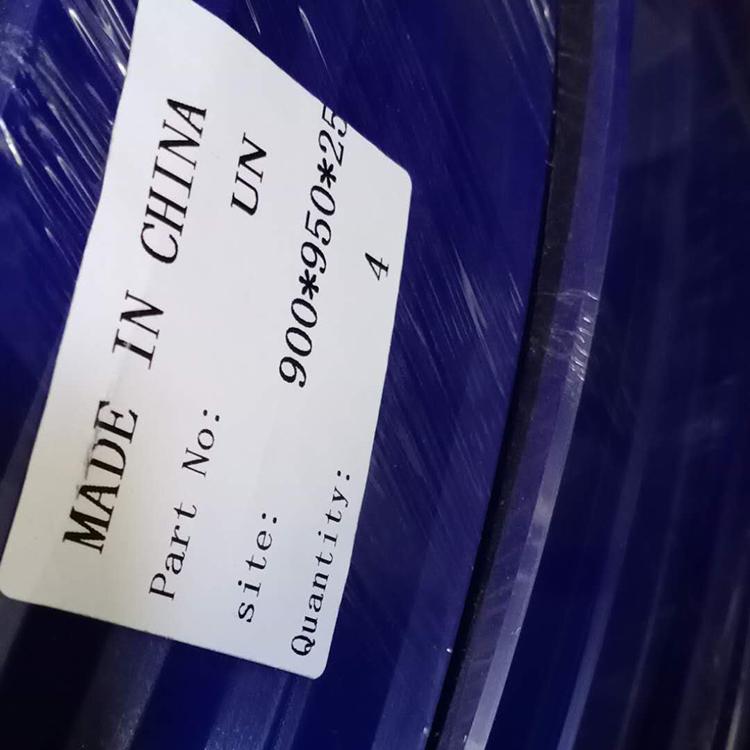 MADE IN CHINA
Part No: UN
site: 900*950*25
Quantity: 4